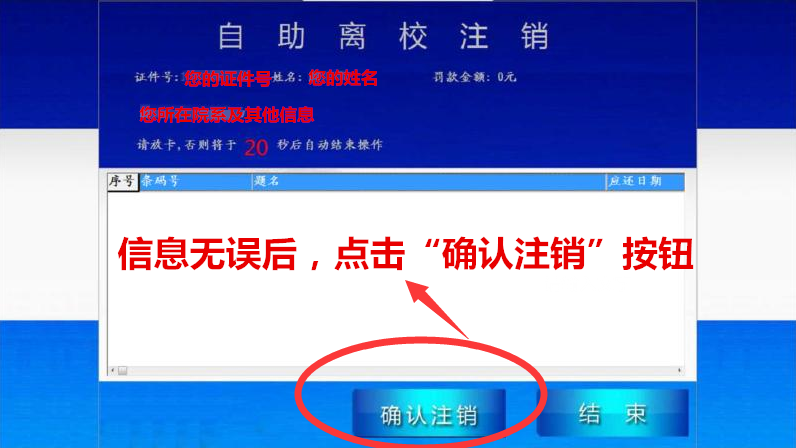 自助离校注销
证件号:您的证件号 姓名: 您的姓名 罚款金额: 0元
您所在院系及其他信息
请放卡,否则将于 20 秒后自动结束操作
序号 条码号 题名 应还日期
信息无误后，点击“确认注销”按钮
确认注销 结 束